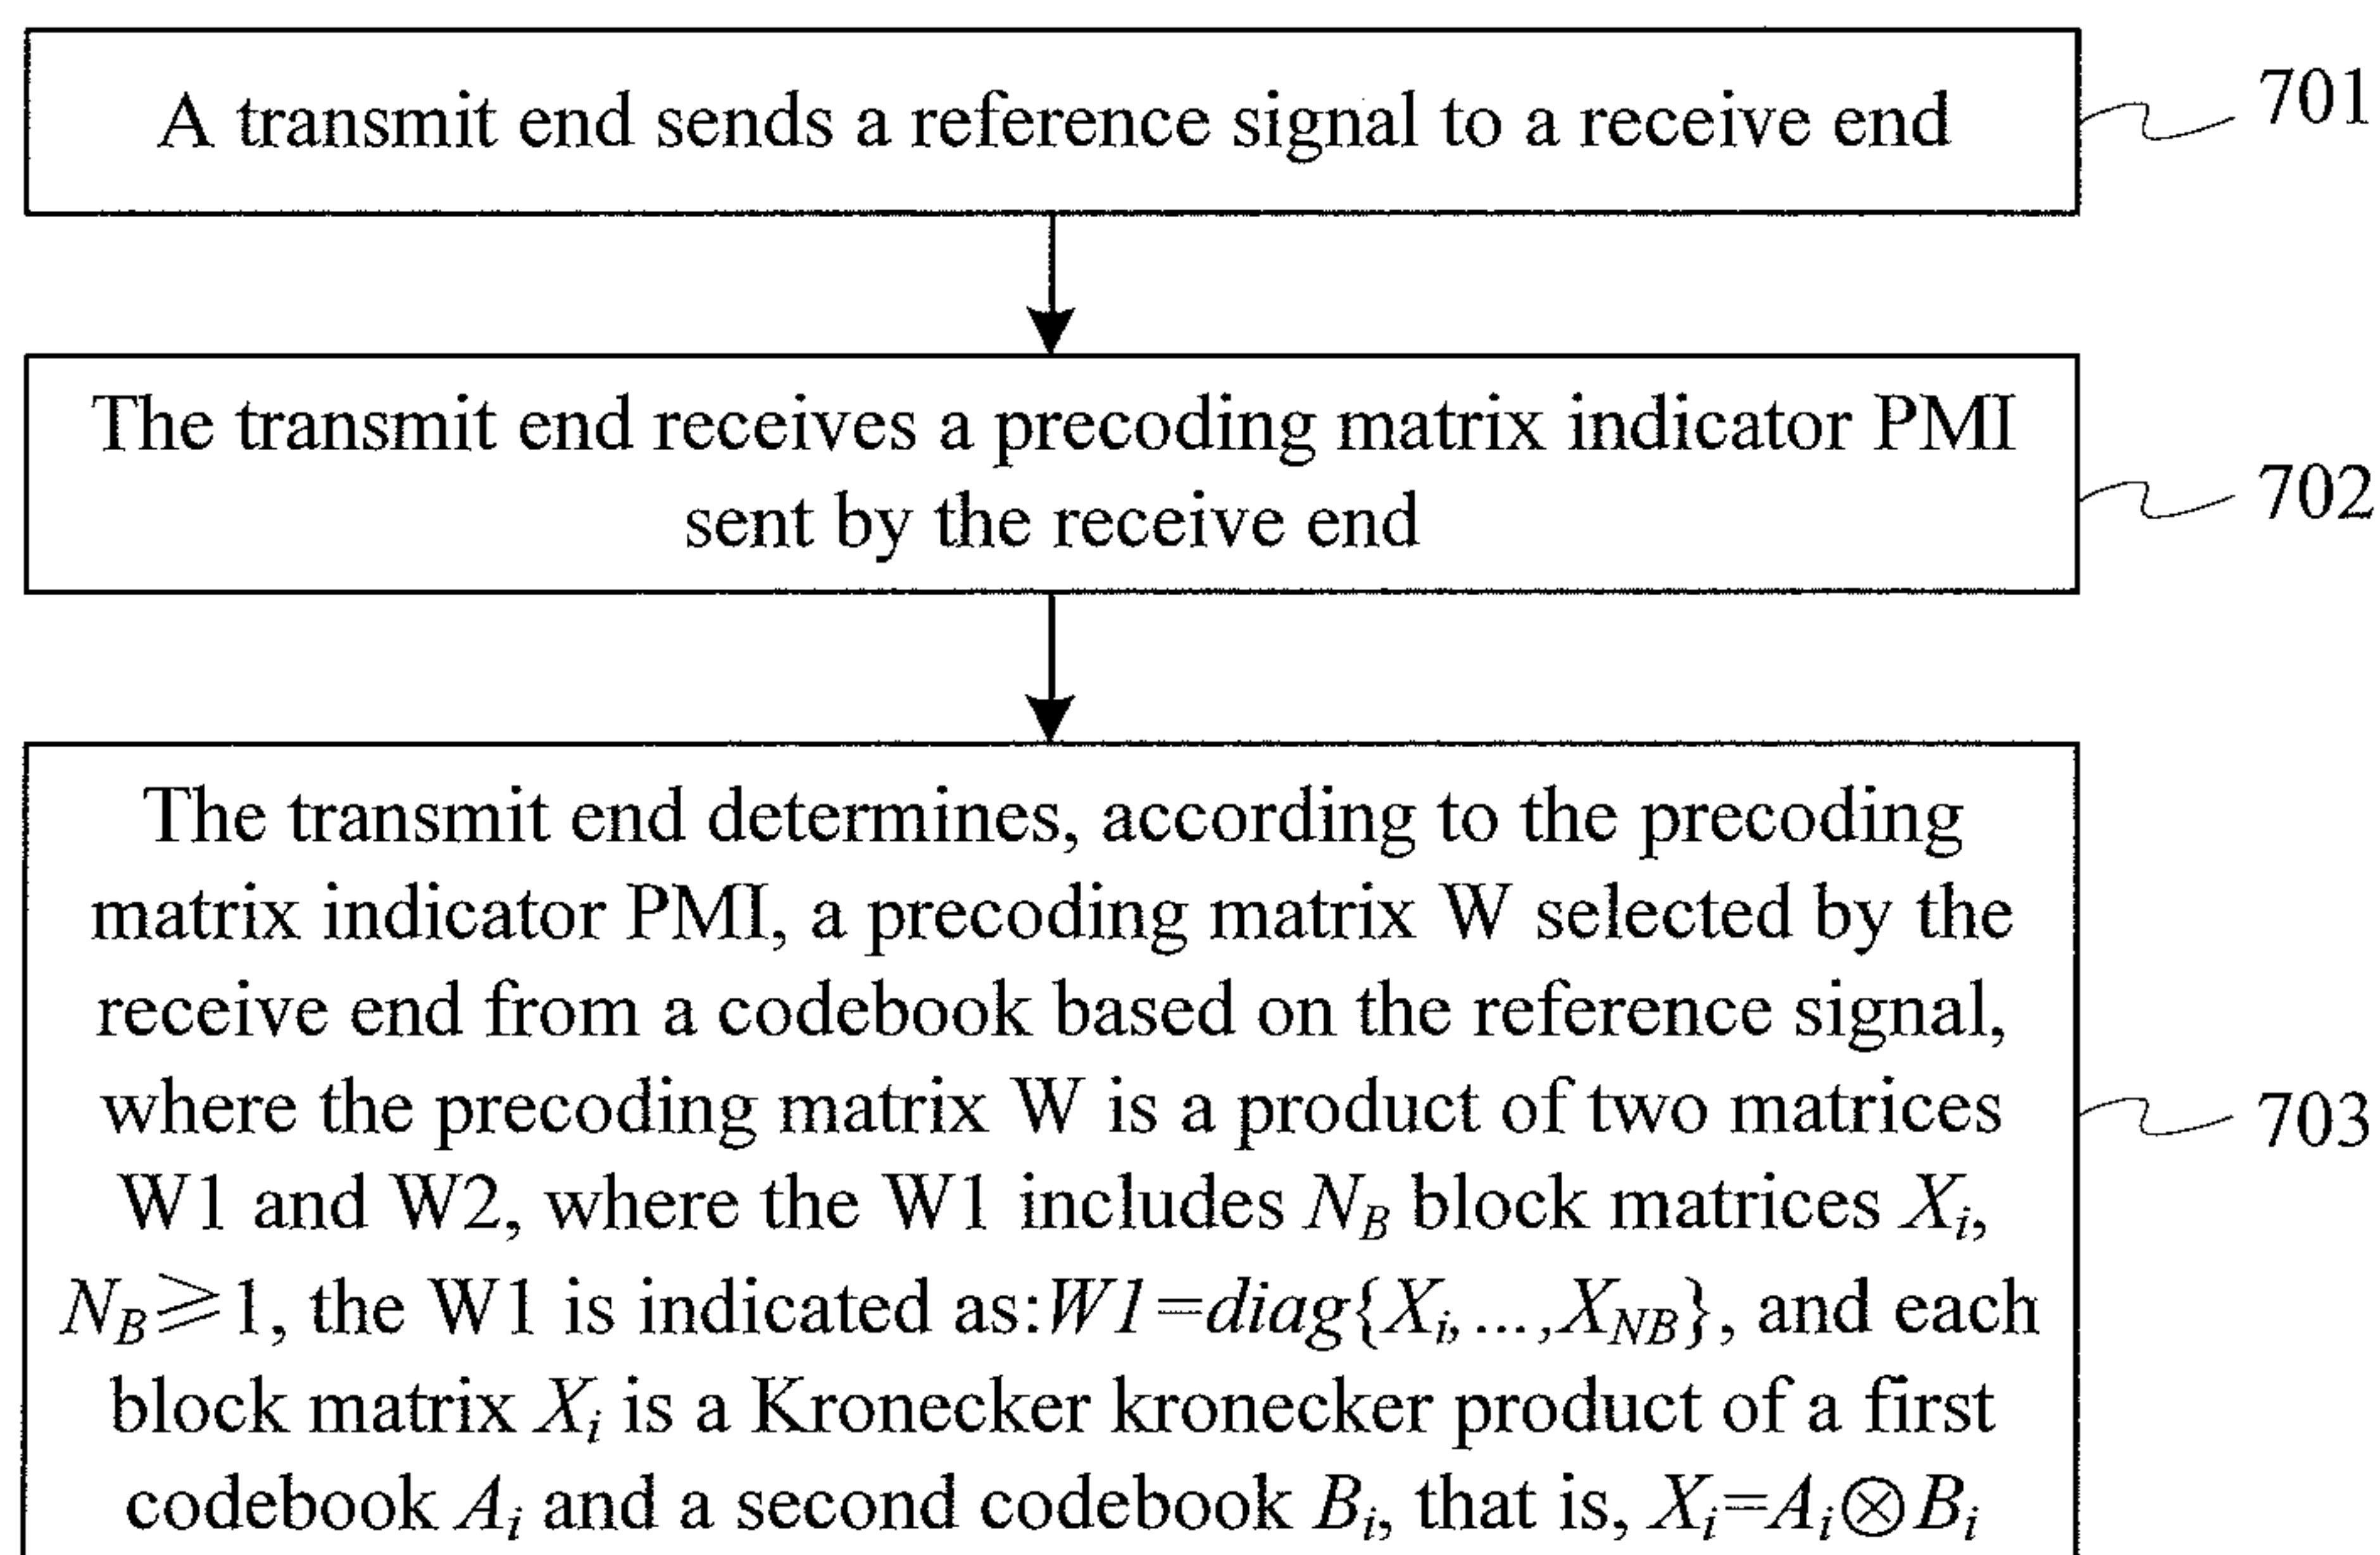 A transmit end sends a reference signal to a receive end
701
The transmit end receives a precoding matrix indicator PMI
sent by the receive end
702
The transmit end determines, according to the precoding
matrix indicator PMI, a precoding matrix W selected by the
receive end from a codebook based on the reference signal,
where the precoding matrix W is a product of two matrices
W1 and W2, where the W1 includes N_B block matrices X_i,
N_B⩾1, the W1 is indicated as:W1=diag{X_i,...,X_NB}, and each
block matrix X_i is a Kronecker kronecker product of a first
codebook A_i and a second codebook B_i, that is, X_i=A_i⊗B_i
703